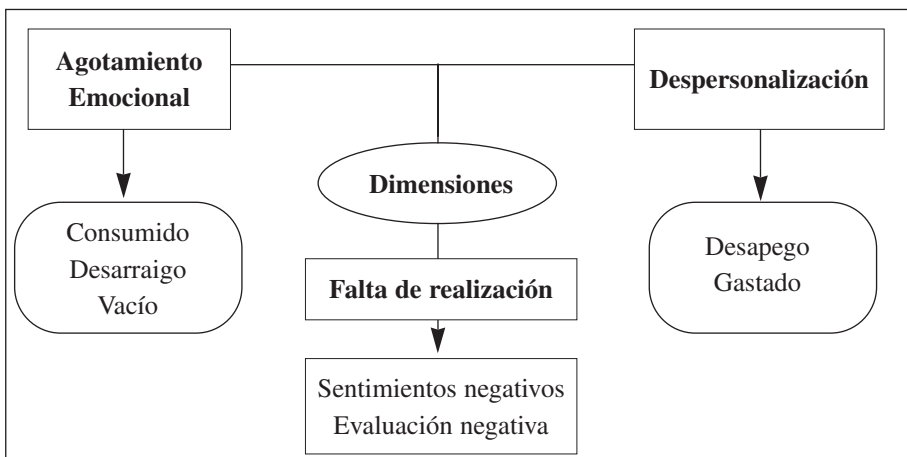 Agotamiento
Emocional
Despersonalización
Dimensiones
Consumido
Desarraigo
Vacío
Desapego
Gastado
Falta de realización
Sentimientos negativos
Evaluación negativa